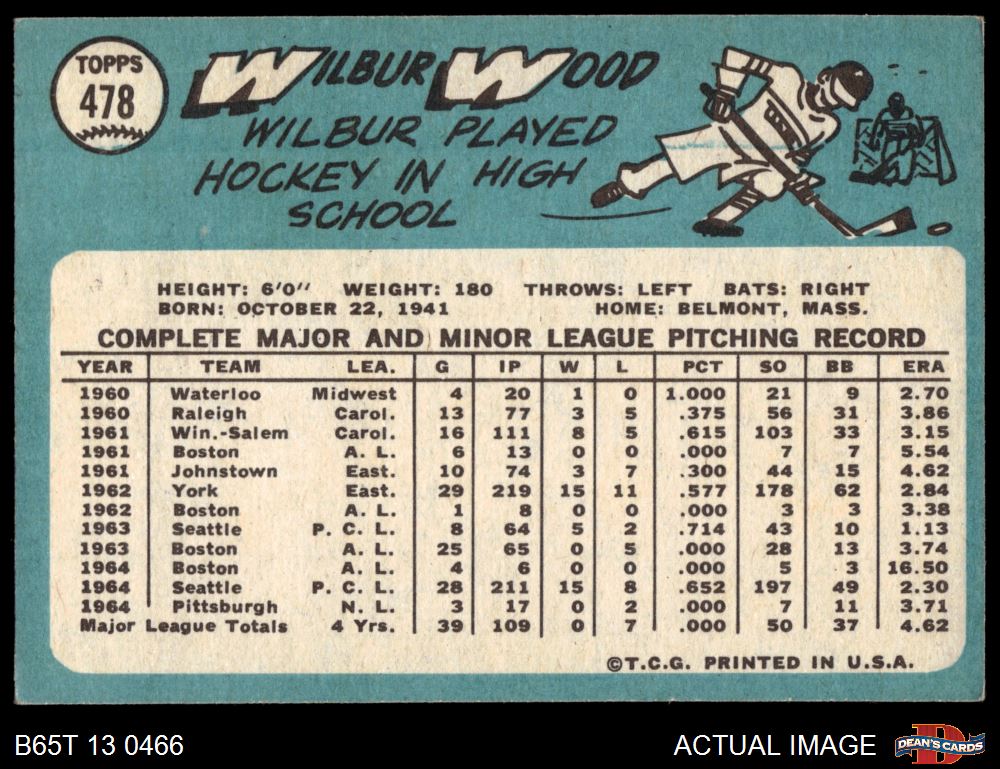 TOPPS
478
WILBUR WOOD
WILBUR PLAYED
HOCKEY IN HIGH
SCHOOL
HEIGHT: 6'0" WEIGHT: 180 THROWS: LEFT BATS: RIGHT
BORN: OCTOBER 22, 1941 HOME: BELMONT, MASS.
COMPLETE MAJOR AND MINOR LEAGUE PITCHING RECORD
YEAR TEAM LEA. G IP W L PCT SO BB ERA
1960 Waterloo Midwest 4 20 1 0 1.000 21 9 2.70
1960 Raleigh Carol. 13 77 3 5 .375 56 31 3.86
1961 Win.-Salem Carol. 16 111 8 5 .615 103 33 3.15
1961 Boston A. L. 6 13 0 0 .000 7 7 5.54
1961 Johnstown East. 10 74 3 7 .300 44 15 4.62
1962 York East. 29 219 15 11 .577 178 62 2.84
1962 Boston A. L. 1 8 0 0 .000 3 3 3.38
1963 Seattle P. C. L. 8 64 5 2 .714 43 10 1.13
1963 Boston A. L. 25 65 0 5 .000 28 13 3.74
1964 Boston A. L. 4 6 0 0 .000 5 3 16.50
1964 Seattle P. C. L. 28 211 15 8 .652 197 49 2.30
1964 Pittsburgh N. L. 3 17 0 2 .000 7 11 3.71
Major League Totals 4 Yrs. 39 109 0 7 .000 50 37 4.62
©T.C.G. PRINTED IN U.S.A.
B65T 13 0466
ACTUAL IMAGE
D
DEAN'S CARDS